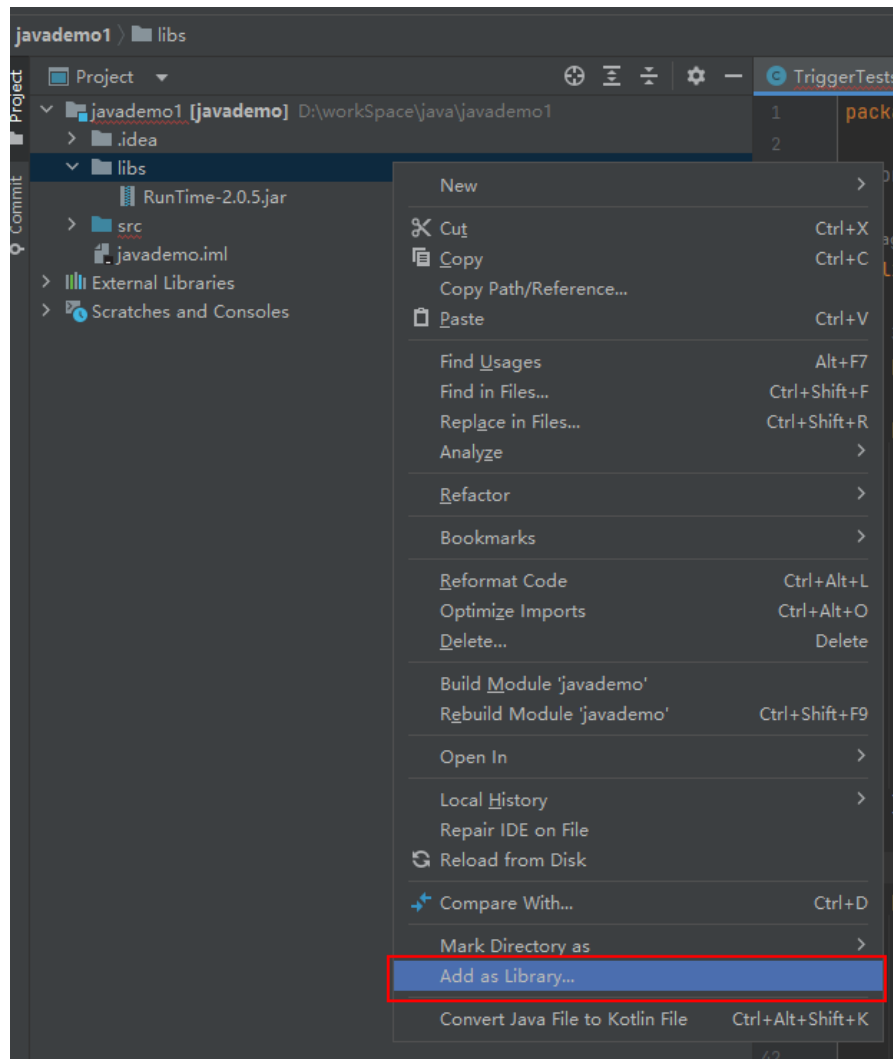 javademo1 libs
Project
Project
TriggerTests
javademo1 [javademo] D:\workSpace\java\javademo1
1
.idea
2
libs
RunTime-2.0.5.jar
Commit
src
javademo.iml
External Libraries
Scratches and Consoles
New
Cut Ctrl+X
Copy Ctrl+C
Copy Path/Reference...
Paste Ctrl+V
Find Usages Alt+F7
Find in Files... Ctrl+Shift+F
Replace in Files... Ctrl+Shift+R
Analyze
Refactor
Bookmarks
Reformat Code Ctrl+Alt+L
Optimize Imports Ctrl+Alt+O
Delete... Delete
Build Module 'javademo'
Rebuild Module 'javademo' Ctrl+Shift+F9
Open In
Local History
Repair IDE on File
Reload from Disk
Compare With... Ctrl+D
Mark Directory as
Add as Library...
Convert Java File to Kotlin File Ctrl+Alt+Shift+K